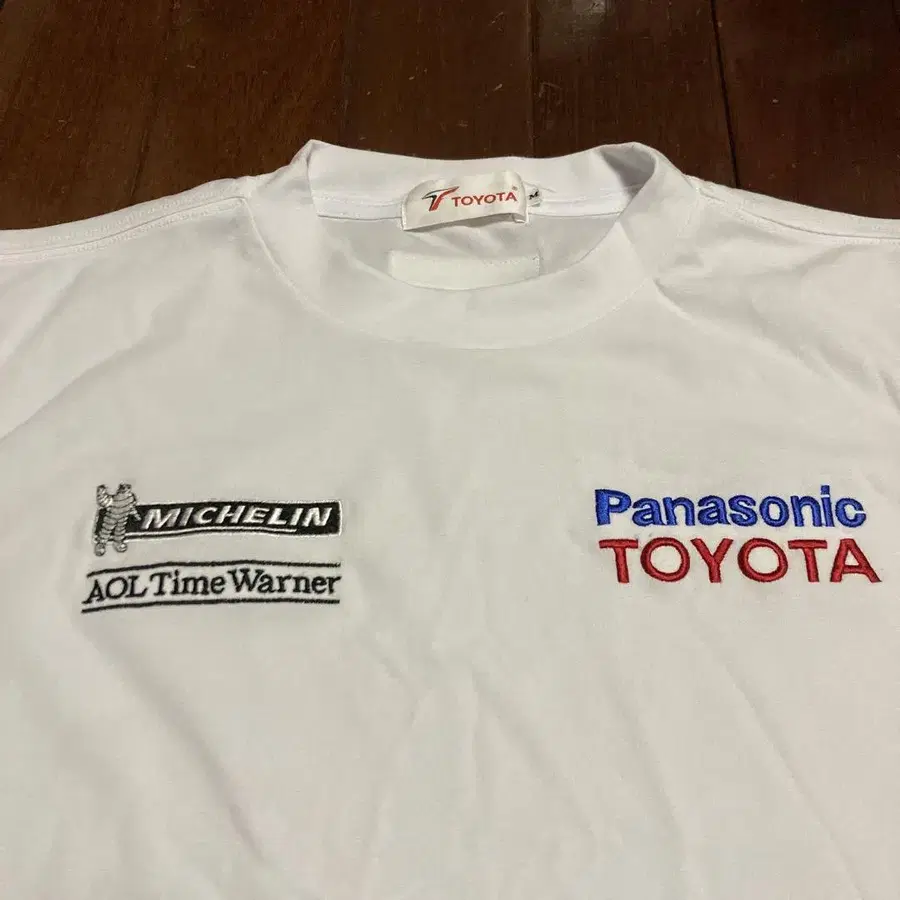 TOYOTA
MICHELIN
AOL Time Warner
Panasonic
TOYOTA